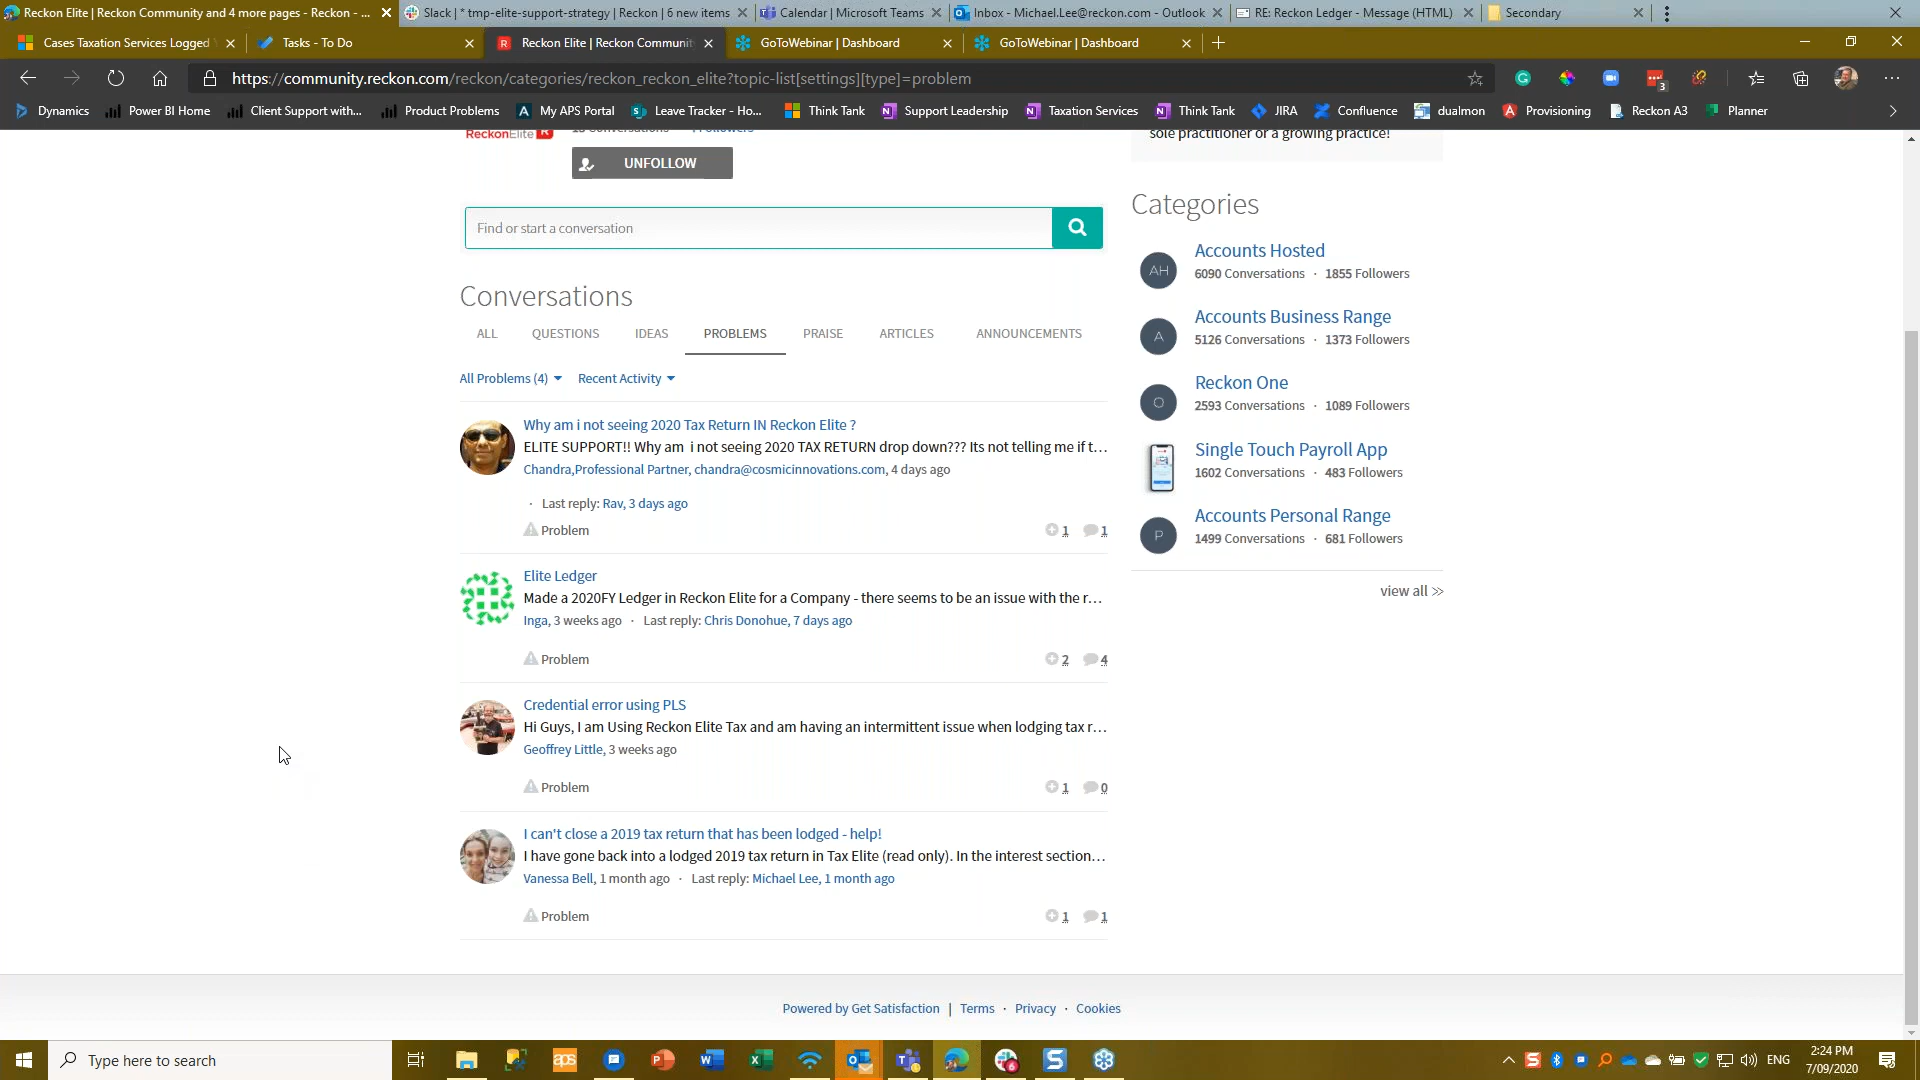 Reckon Elite | Reckon Community and 4 more pages - Reckon - ...
Slack | * tmp-elite-support-strategy | Reckon | 6 new items
Calendar | Microsoft Teams
Inbox - Michael.Lee@reckon.com - Outlook
RE: Reckon Ledger - Message (HTML)
Secondary
Cases Taxation Services Logged
Tasks - To Do
Reckon Elite | Reckon Communit
GoToWebinar | Dashboard
GoToWebinar | Dashboard
https://community.reckon.com/reckon/categories/reckon_reckon_elite?topic-list[settings][type]=problem
3
Dynamics
Power BI Home
Client Support with...
Product Problems
My APS Portal
Leave Tracker - Ho...
Think Tank
Support Leadership
Taxation Services
Think Tank
JIRA
Confluence
dualmon
Provisioning
Reckon A3
Planner
ReckonElite R
Conversations
Followers
sole practitioner or a growing practice!
UNFOLLOW
Find or start a conversation
Conversations
ALL QUESTIONS IDEAS PROBLEMS PRAISE ARTICLES ANNOUNCEMENTS
All Problems (4) Recent Activity
Why am i not seeing 2020 Tax Return IN Reckon Elite ?
ELITE SUPPORT!! Why am i not seeing 2020 TAX RETURN drop down??? Its not telling me if t...
Chandra,Professional Partner, chandra@cosmicinnovations.com, 4 days ago
· Last reply: Rav, 3 days ago
Problem 1 1
Elite Ledger
Made a 2020FY Ledger in Reckon Elite for a Company - there seems to be an issue with the r...
Inga, 3 weeks ago · Last reply: Chris Donohue, 7 days ago
Problem 2 4
Credential error using PLS
Hi Guys, I am Using Reckon Elite Tax and am having an intermittent issue when lodging tax r...
Geoffrey Little, 3 weeks ago
Problem 1 0
I can't close a 2019 tax return that has been lodged - help!
I have gone back into a lodged 2019 tax return in Tax Elite (read only). In the interest section...
Vanessa Bell, 1 month ago · Last reply: Michael Lee, 1 month ago
Problem 1 1
Categories
AH
Accounts Hosted
6090 Conversations · 1855 Followers
A
Accounts Business Range
5126 Conversations · 1373 Followers
O
Reckon One
2593 Conversations · 1089 Followers
Single Touch Payroll App
1602 Conversations · 483 Followers
P
Accounts Personal Range
1499 Conversations · 681 Followers
view all >>
Powered by Get Satisfaction | Terms · Privacy · Cookies
Type here to search
aps
6
ENG
2:24 PM
7/09/2020